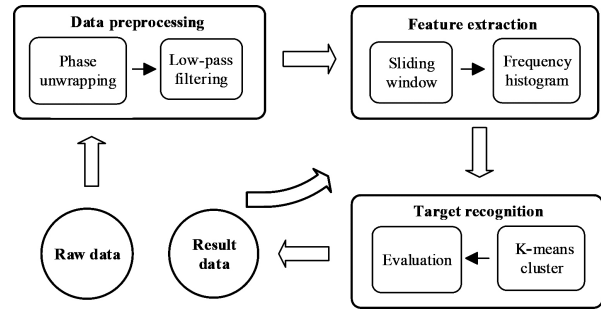 Data preprocessing
Phase
unwrapping
Low-pass
filtering
Feature extraction
Sliding
window
Frequency
histogram
Raw data
Result
data
Target recognition
Evaluation
K-means
cluster